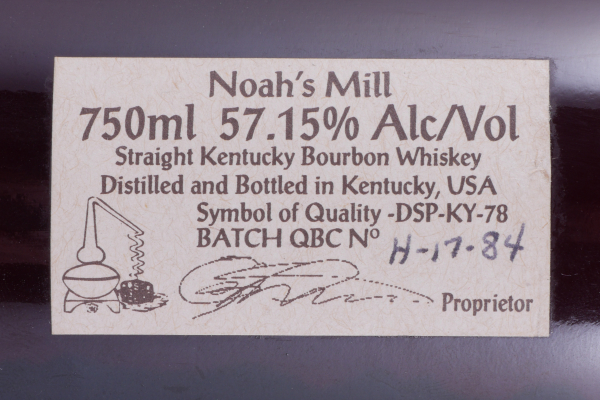 Noah's Mill
750ml 57.15% Alc/Vol
Straight Kentucky Bourbon Whiskey
Distilled and Bottled in Kentucky, USA
Symbol of Quality -DSP-KY-78
BATCH QBC Nº H-17-84
Proprietor